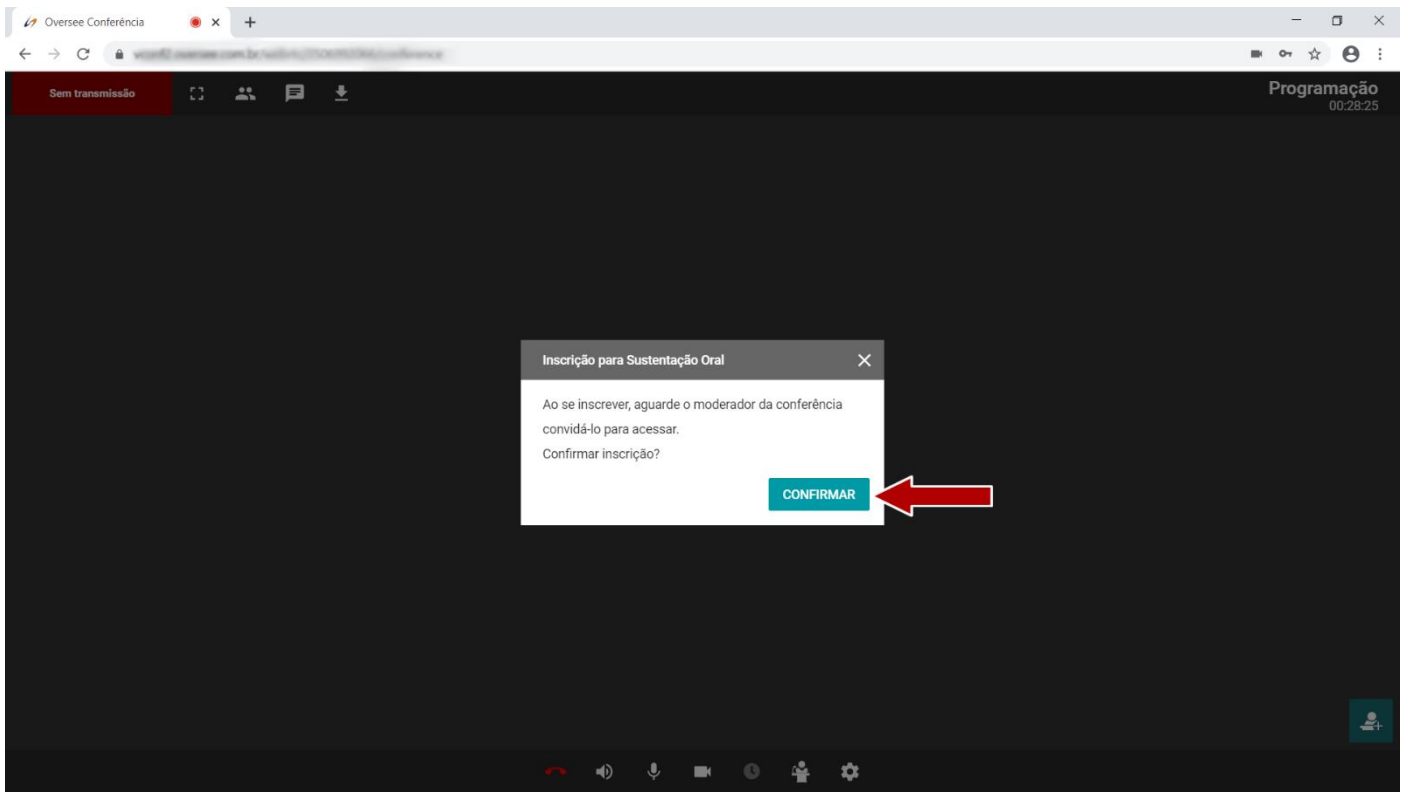 Oversee Conferência
Sem transmissão
Programação
00:28:25
Inscrição para Sustentação Oral
Ao se inscrever, aguarde o moderador da conferência
convidá-lo para acessar.
Confirmar inscrição?
CONFIRMAR